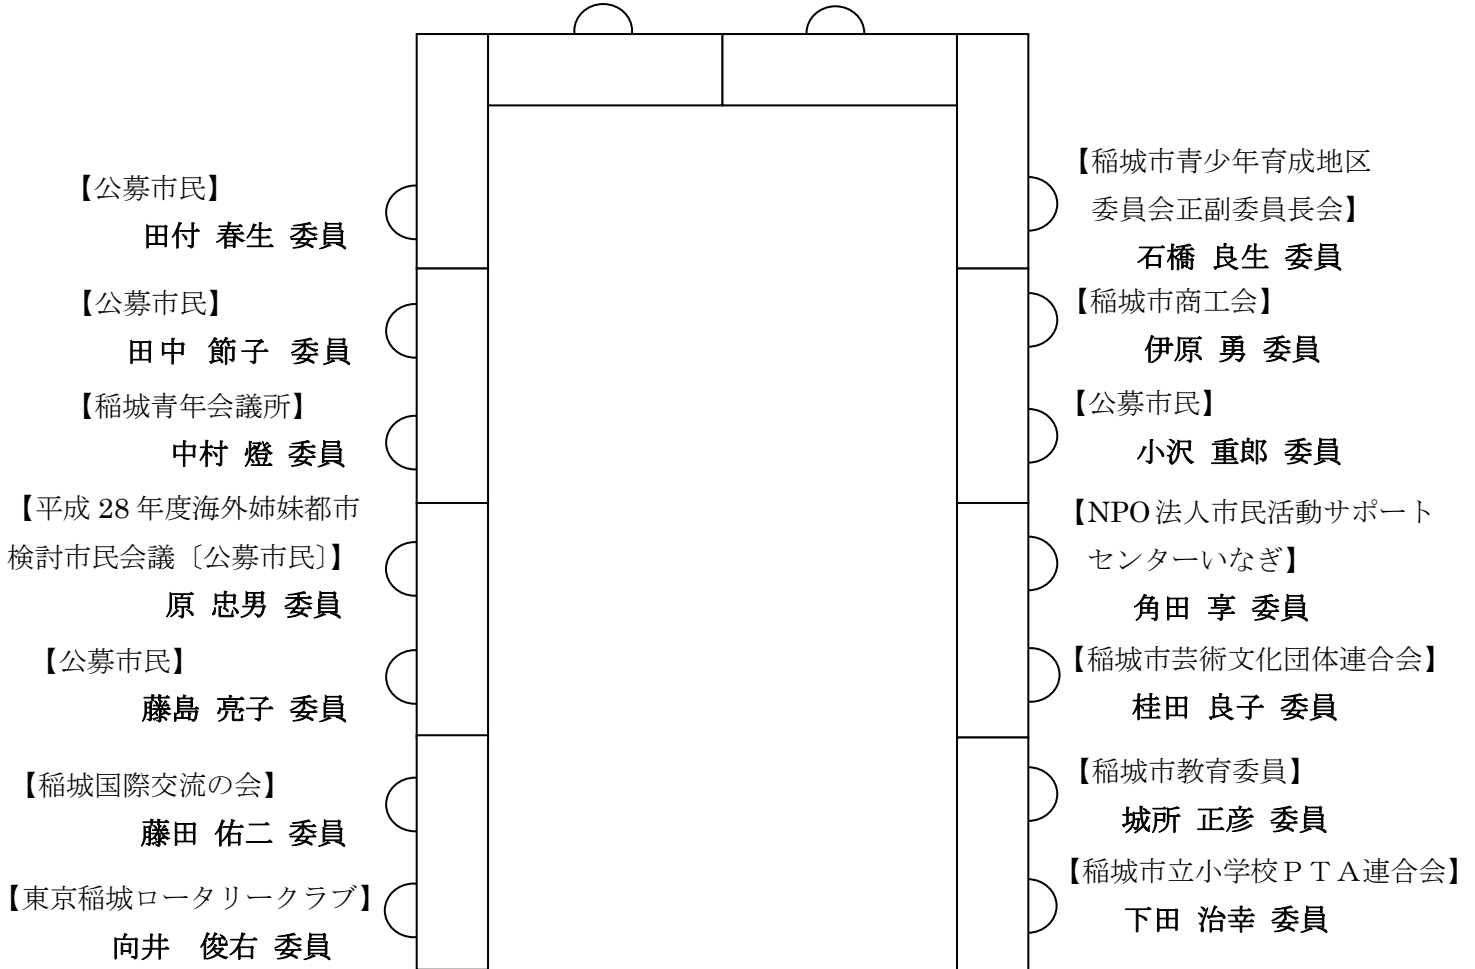 【公募市民】
田付 春生 委員
【公募市民】
田中 節子 委員
【稲城青年会議所】
中村 燈 委員
【平成 28 年度海外姉妹都市
検討市民会議〔公募市民〕】
原 忠男 委員
【公募市民】
藤島 亮子 委員
【稲城国際交流の会】
藤田 佑二 委員
【東京稲城ロータリークラブ】
向井　俊右 委員
【稲城市青少年育成地区
委員会正副委員長会】
石橋 良生 委員
【稲城市商工会】
伊原 勇 委員
【公募市民】
小沢 重郎 委員
【NPO 法人市民活動サポート
センターいなぎ】
角田 享 委員
【稲城市芸術文化団体連合会】
桂田 良子 委員
【稲城市教育委員】
城所 正彦 委員
【稲城市立小学校ＰＴＡ連合会】
下田 治幸 委員